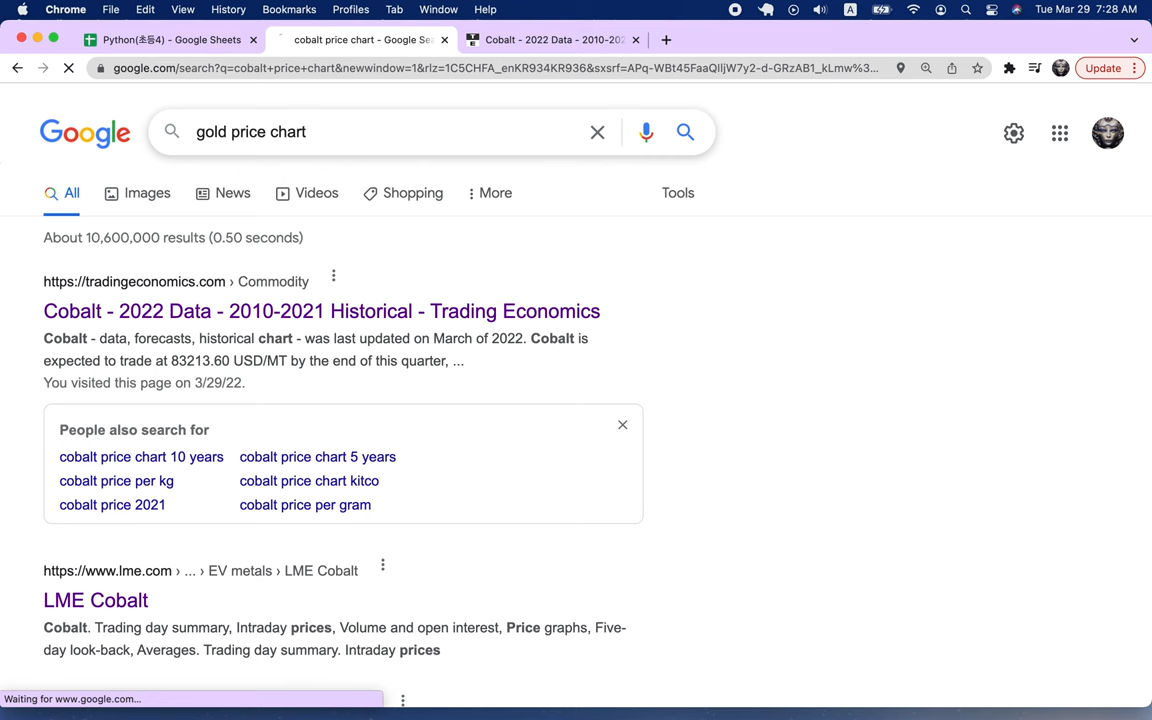 Chrome File Edit View History Bookmarks Profiles Tab Window Help A Tue Mar 29 7:28 AM
Python(초등4) - Google Sheets cobalt price chart - Google Sea Cobalt - 2022 Data - 2010-202
google.com/search?q=cobalt+price+chart&newwindow=1&rlz=1C5CHFA_enKR934KR936&sxsrf=APq-WBt45FaaQlljW7y2-d-GRzAB1_kLmw%3... Update
Google gold price chart
All Images News Videos Shopping More Tools
About 10,600,000 results (0.50 seconds)
https://tradingeconomics.com › Commodity
Cobalt - 2022 Data - 2010-2021 Historical - Trading Economics
Cobalt - data, forecasts, historical chart - was last updated on March of 2022. Cobalt is
expected to trade at 83213.60 USD/MT by the end of this quarter, ...
You visited this page on 3/29/22.
People also search for
cobalt price chart 10 years cobalt price chart 5 years
cobalt price per kg cobalt price chart kitco
cobalt price 2021 cobalt price per gram
https://www.lme.com › ... › EV metals › LME Cobalt
LME Cobalt
Cobalt. Trading day summary, Intraday prices, Volume and open interest, Price graphs, Five-
day look-back, Averages. Trading day summary. Intraday prices
Waiting for www.google.com...